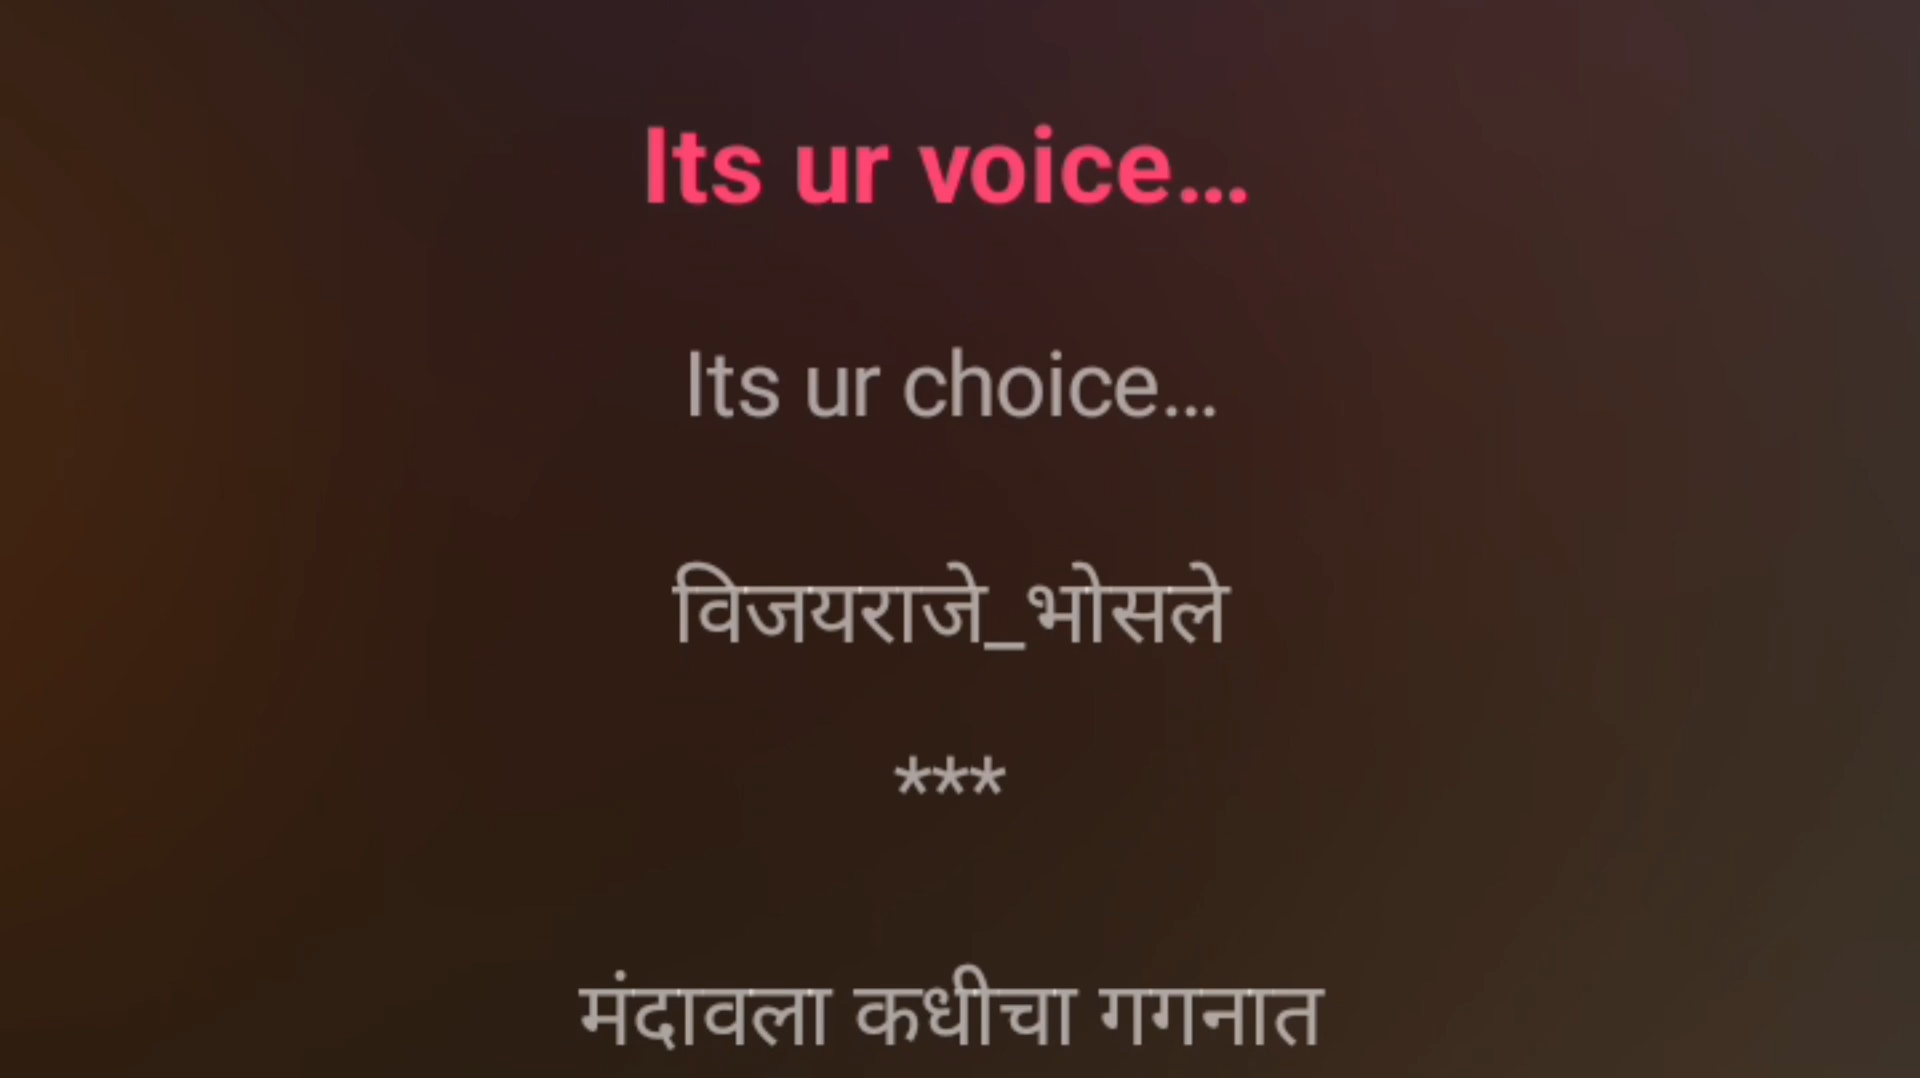 Its ur voice...
Its ur choice...
विजयराजे_भोसले
***
मंदावला कधीचा गगनात